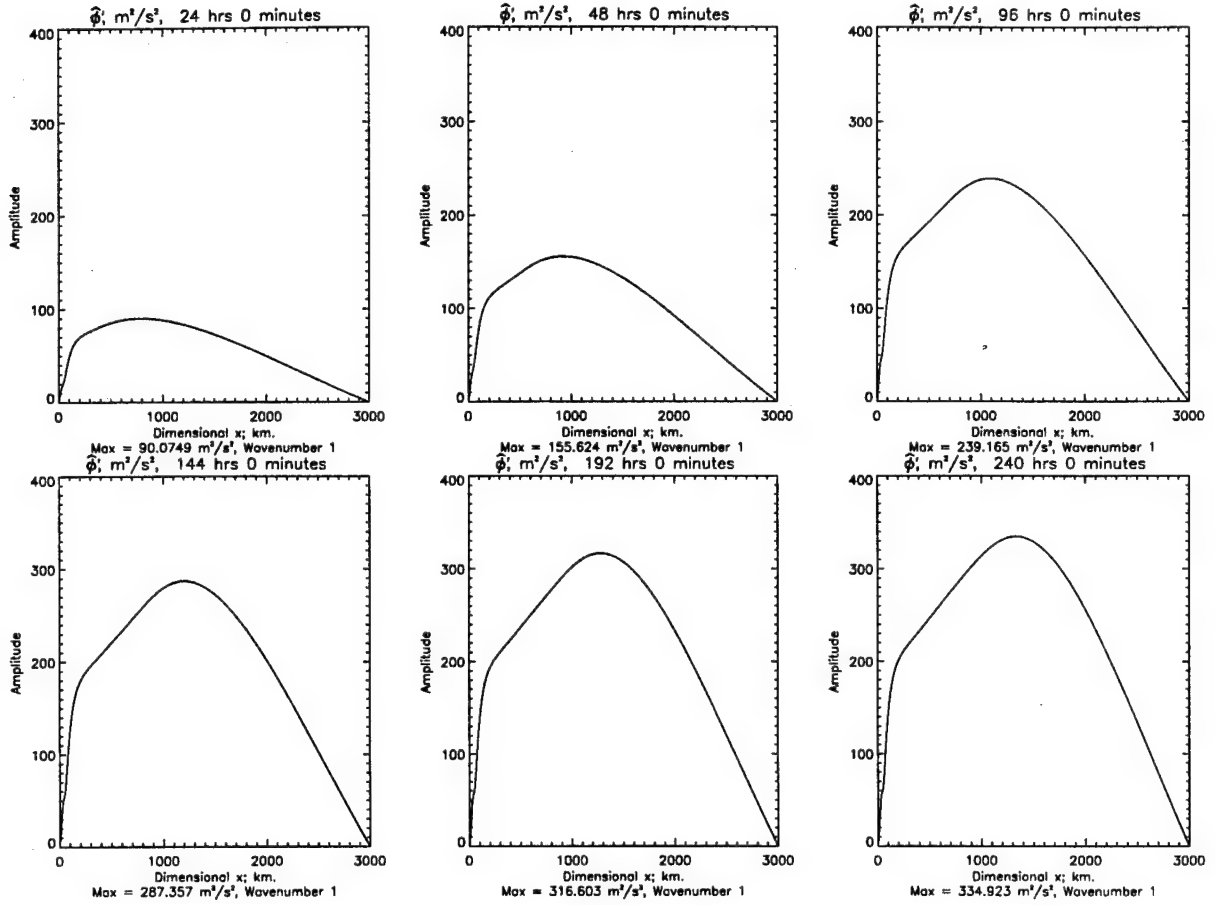 φ̂′, m²/s², 24 hrs 0 minutes
400
300
200
100
0
Amplitude
0 1000 2000 3000
Dimensional x; km.
Max = 90.0749 m²/s², Wavenumber 1
φ̂′, m²/s², 48 hrs 0 minutes
400
300
200
100
0
Amplitude
0 1000 2000 3000
Dimensional x; km.
Max = 155.624 m²/s², Wavenumber 1
φ̂′, m²/s², 96 hrs 0 minutes
400
300
200
100
0
Amplitude
0 1000 2000 3000
Dimensional x; km.
Max = 239.165 m²/s², Wavenumber 1
φ̂′, m²/s², 144 hrs 0 minutes
400
300
200
100
0
Amplitude
0 1000 2000 3000
Dimensional x; km.
Max = 287.357 m²/s², Wavenumber 1
φ̂′, m²/s², 192 hrs 0 minutes
400
300
200
100
0
Amplitude
0 1000 2000 3000
Dimensional x; km.
Max = 316.603 m²/s², Wavenumber 1
φ̂′, m²/s², 240 hrs 0 minutes
400
300
200
100
0
Amplitude
0 1000 2000 3000
Dimensional x; km.
Max = 334.923 m²/s², Wavenumber 1